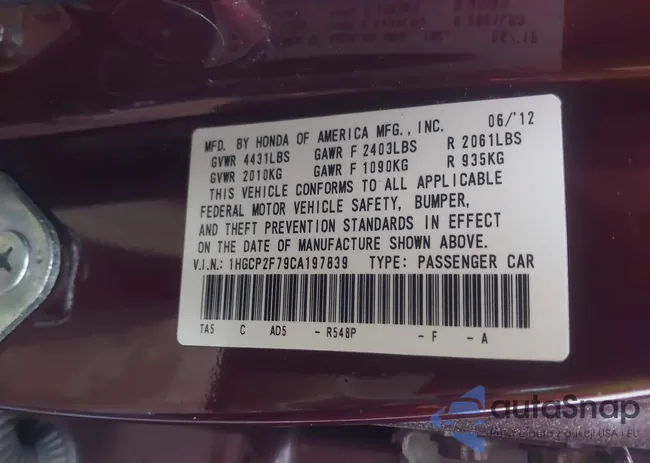 06/'12
MFD. BY HONDA OF AMERICA MFG., INC.
GVWR 4431LBS GAWR F 2403LBS R 2061LBS
GVWR 2010KG GAWR F 1090KG R 935KG
THIS VEHICLE CONFORMS TO ALL APPLICABLE
FEDERAL MOTOR VEHICLE SAFETY, BUMPER,
AND THEFT PREVENTION STANDARDS IN EFFECT
ON THE DATE OF MANUFACTURE SHOWN ABOVE.
V.I.N.: 1HGCP2F79CA197839 TYPE: PASSENGER CAR
TA5 C AD5 - R548P - F - A
autoSnap